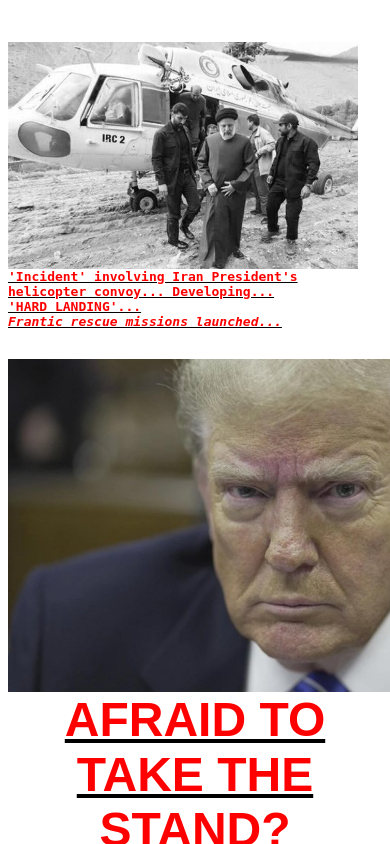 IRC 2
'Incident' involving Iran President's
helicopter convoy... Developing...
'HARD LANDING'...
Frantic rescue missions launched...
AFRAID TO
TAKE THE
STAND?